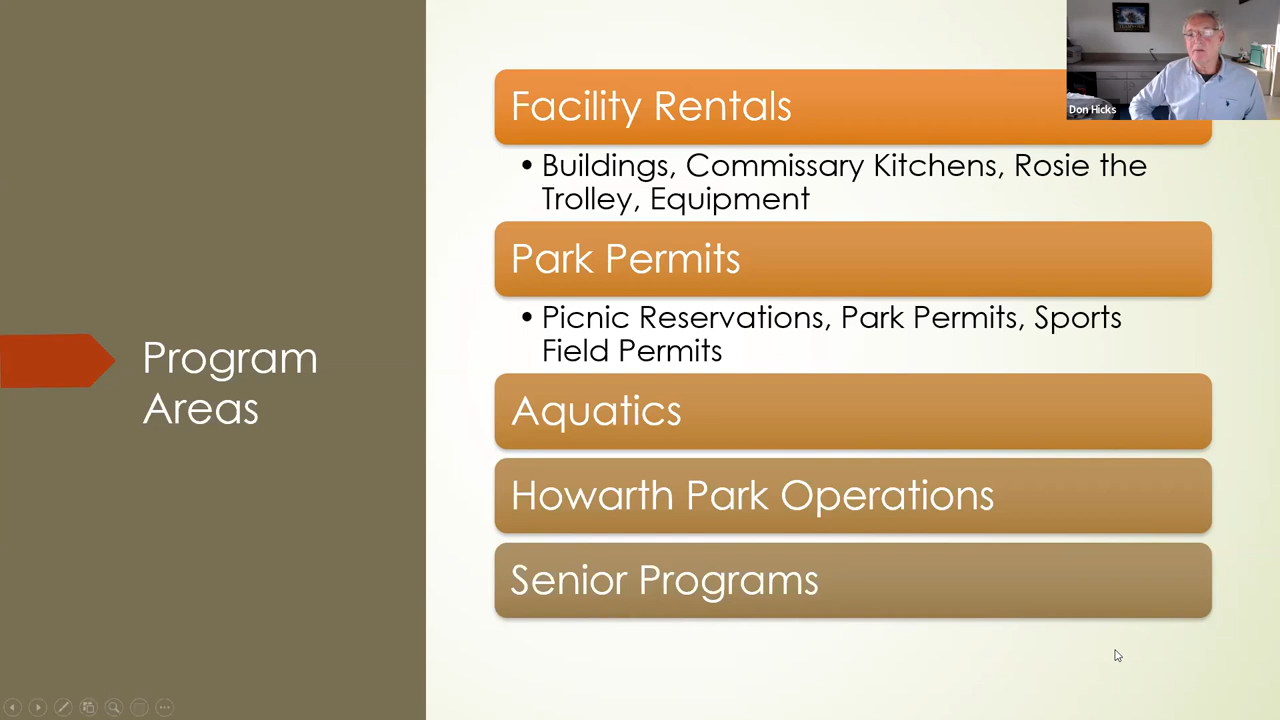 Program
Areas
Facility Rentals
• Buildings, Commissary Kitchens, Rosie the
Trolley, Equipment
Park Permits
• Picnic Reservations, Park Permits, Sports
Field Permits
Aquatics
Howarth Park Operations
Senior Programs
Don Hicks